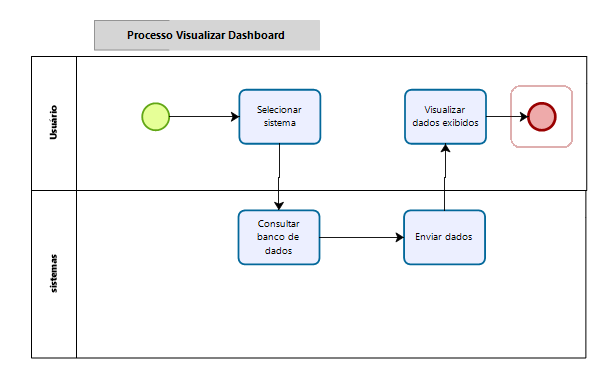 Processo Visualizar Dashboard
Usuário
Selecionar
sistema
Visualizar
dados exibidos
sistemas
Consultar
banco de
dados
Enviar dados